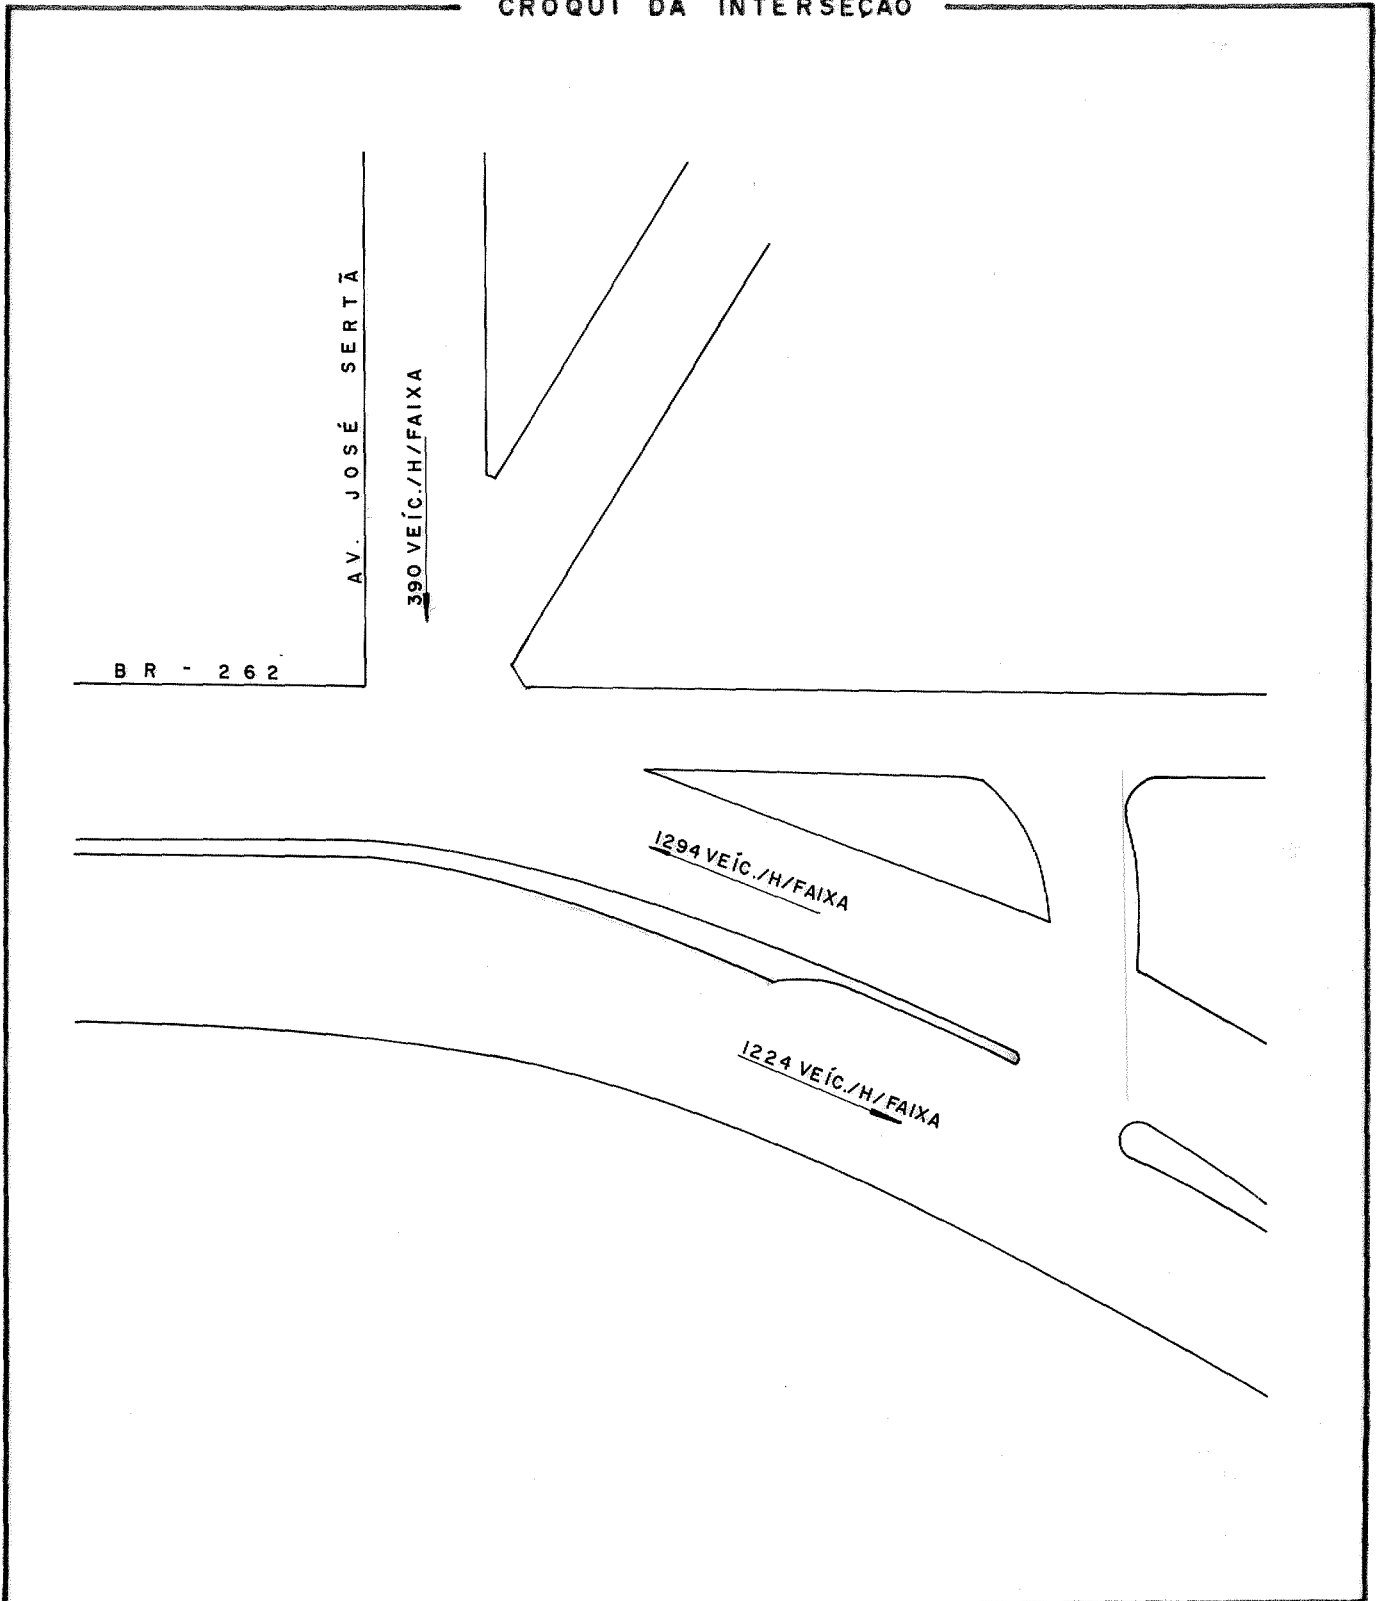 CROQUI DA INTERSEÇÃO
AV. JOSÉ SERTÃ
390 VEÍC./H/FAIXA
BR - 262
1294 VEÍC./H/FAIXA
1224 VEÍC./H/FAIXA